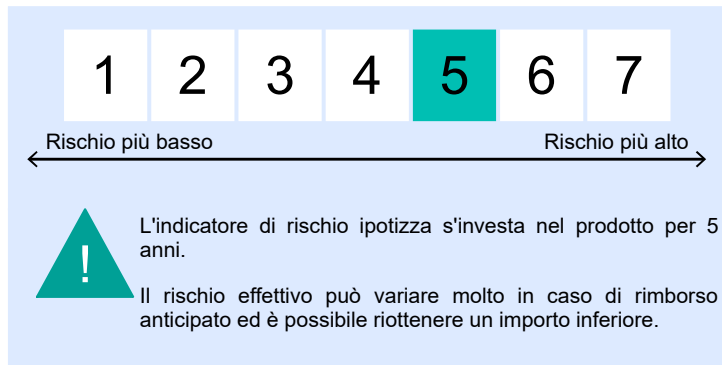 1 2 3 4 5 6 7
Rischio più basso Rischio più alto
!
L'indicatore di rischio ipotizza s'investa nel prodotto per 5
anni.
Il rischio effettivo può variare molto in caso di rimborso
anticipato ed è possibile riottenere un importo inferiore.